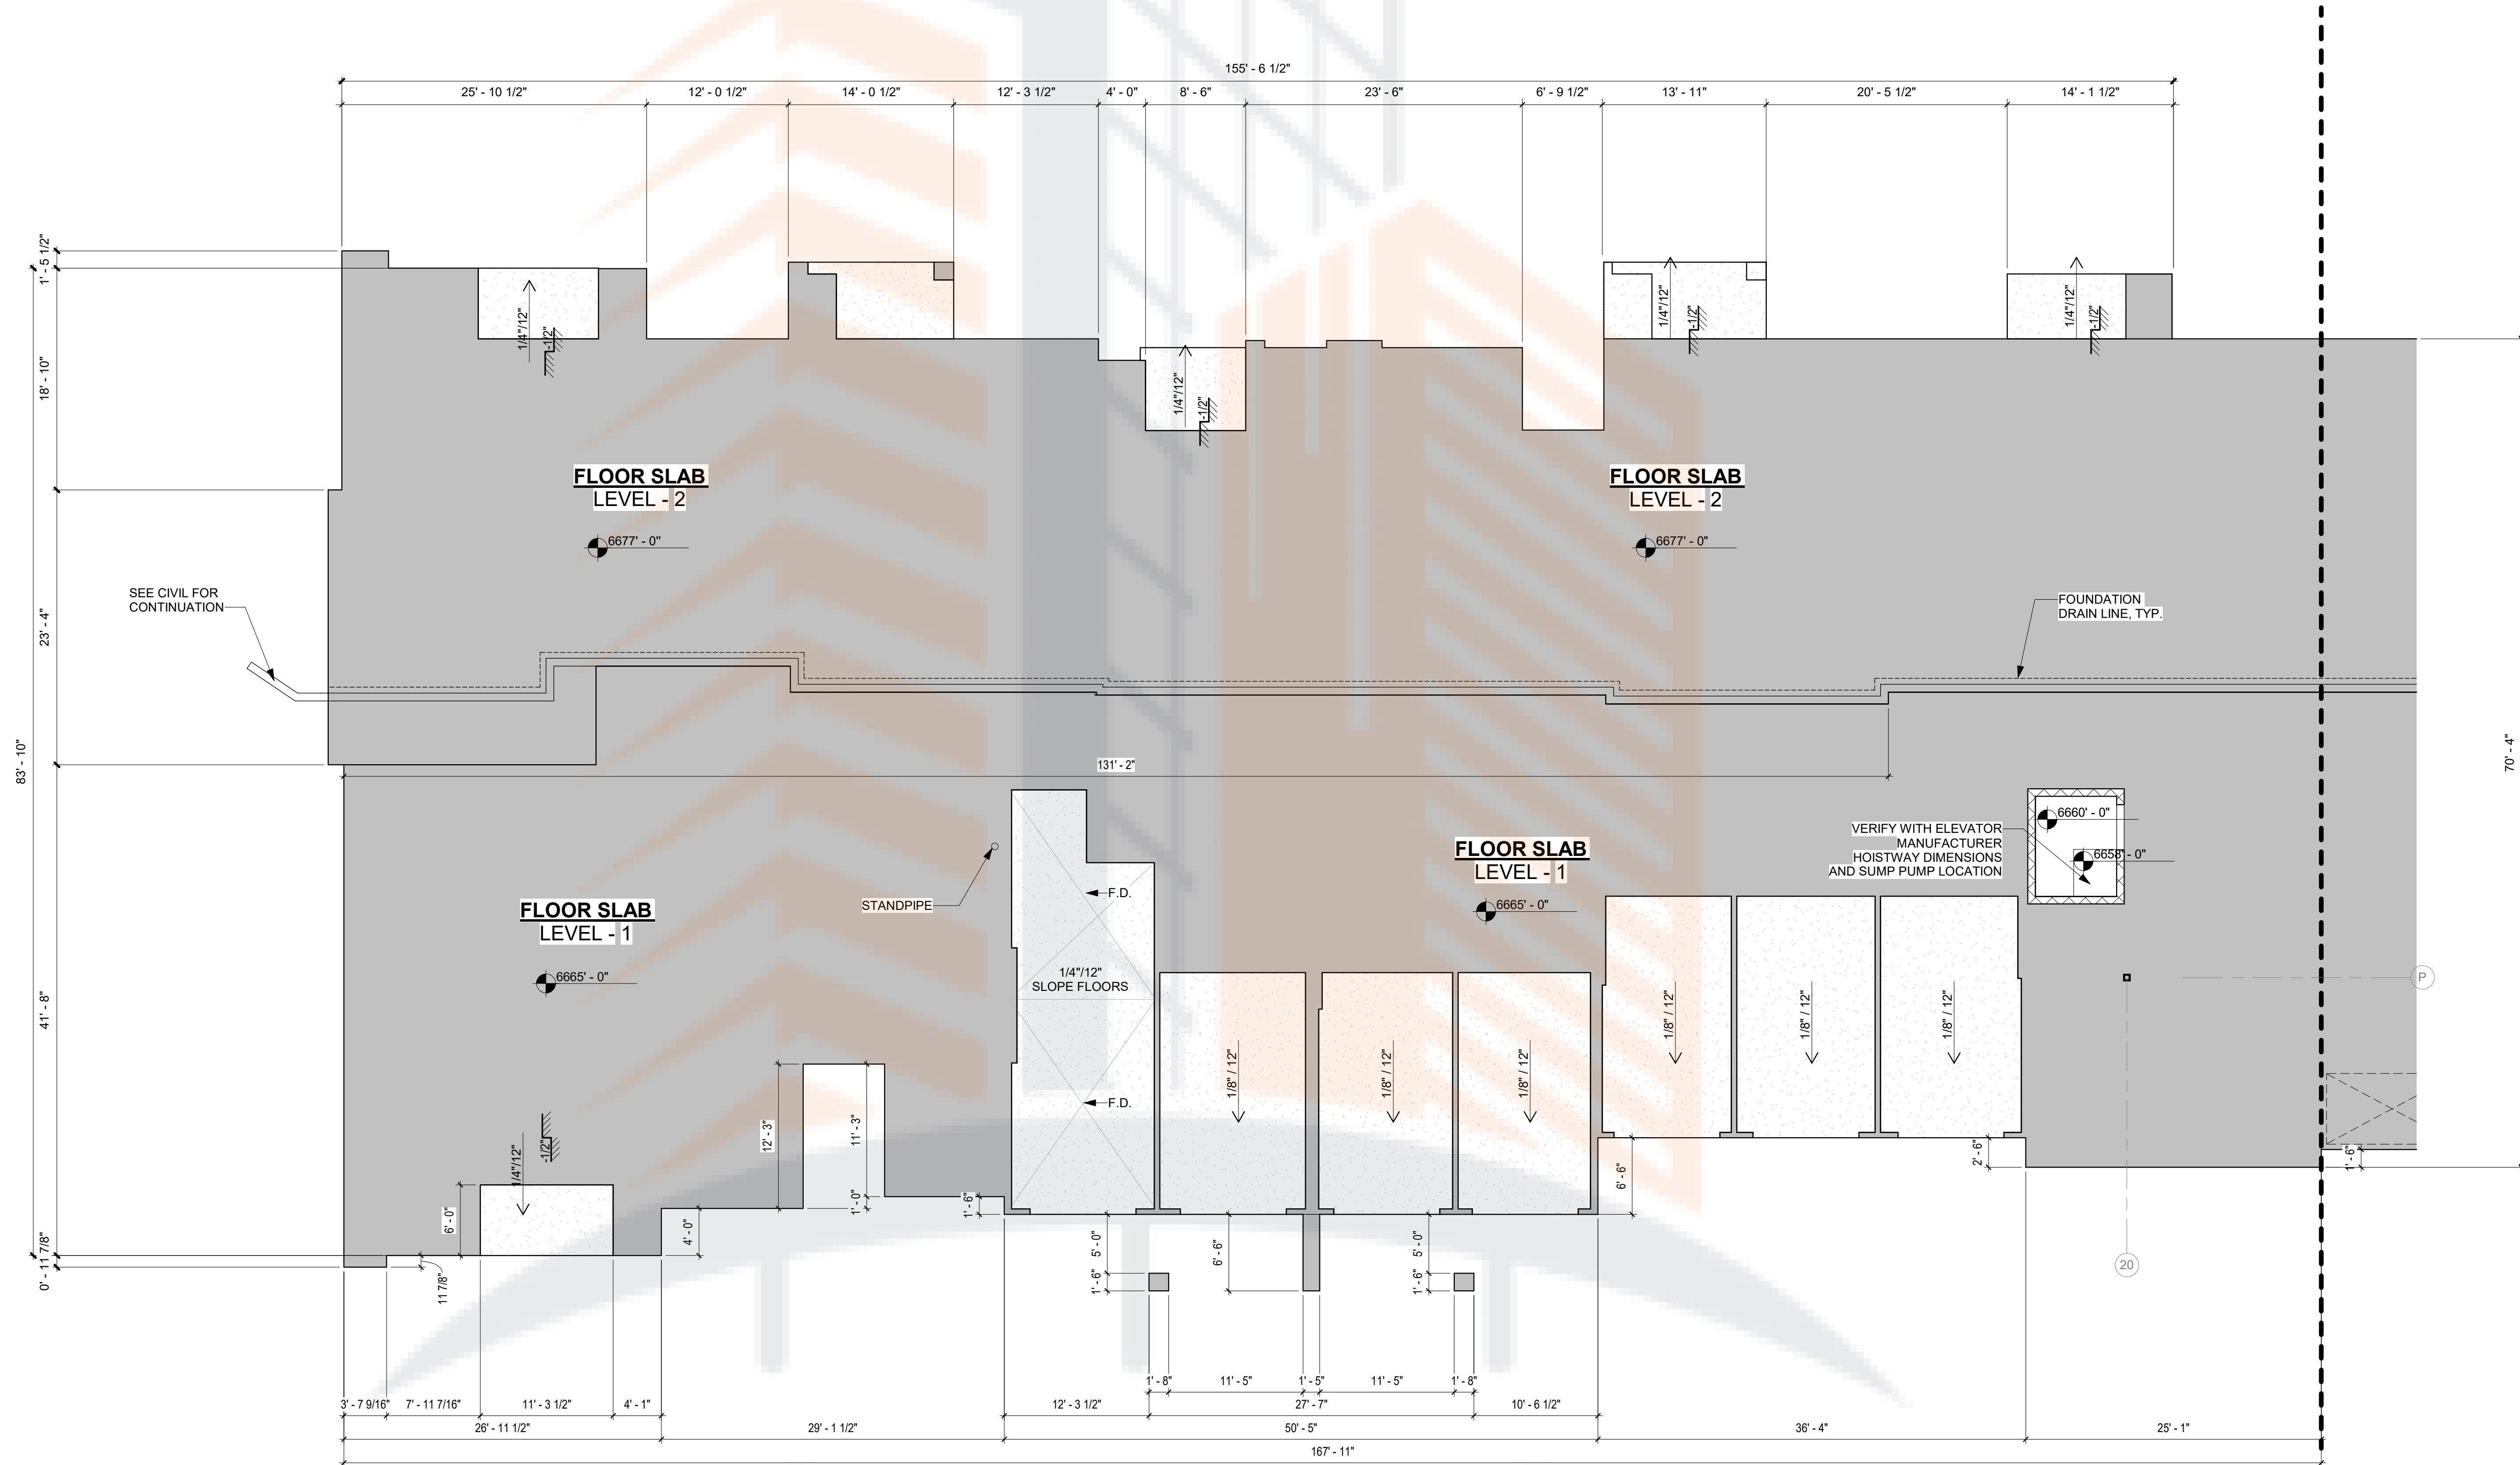 155' - 6 1/2"
25' - 10 1/2"
12' - 0 1/2"
14' - 0 1/2"
12' - 3 1/2"
4' - 0"
8' - 6"
23' - 6"
6' - 9 1/2"
13' - 11"
20' - 5 1/2"
14' - 1 1/2"
1' - 5 1/2"
18' - 10"
23' - 4"
83' - 10"
41' - 8"
0' - 11 7/8"
1/4"/12"
-1/2"
1/4"/12"
-1/2"
1/4"/12"
-1/2"
1/4"/12"
-1/2"
FLOOR SLAB
LEVEL - 2
6677' - 0"
FLOOR SLAB
LEVEL - 2
6677' - 0"
SEE CIVIL FOR
CONTINUATION
FOUNDATION
DRAIN LINE, TYP.
70' - 4"
131' - 2"
FLOOR SLAB
LEVEL - 1
6665' - 0"
STANDPIPE
F.D.
1/4"/12"
SLOPE FLOORS
F.D.
FLOOR SLAB
LEVEL - 1
6665' - 0"
VERIFY WITH ELEVATOR
MANUFACTURER
HOISTWAY DIMENSIONS
AND SUMP PUMP LOCATION
6660' - 0"
6658' - 0"
P
1/8" / 12"
1/8" / 12"
1/8" / 12"
1/8" / 12"
1/8" / 12"
1/8" / 12"
-1/2"
1/4"/12"
6' - 0"
11 7/8"
4' - 0"
12' - 3"
11' - 3"
1' - 0"
1' - 6"
5' - 0"
1' - 6"
6' - 6"
5' - 0"
1' - 6"
6' - 6"
2' - 6"
1' - 6"
20
1' - 8"
11' - 5"
1' - 5"
11' - 5"
1' - 8"
3' - 7 9/16"
7' - 11 7/16"
11' - 3 1/2"
4' - 1"
12' - 3 1/2"
27' - 7"
10' - 6 1/2"
26' - 11 1/2"
29' - 1 1/2"
50' - 5"
36' - 4"
25' - 1"
167' - 11"